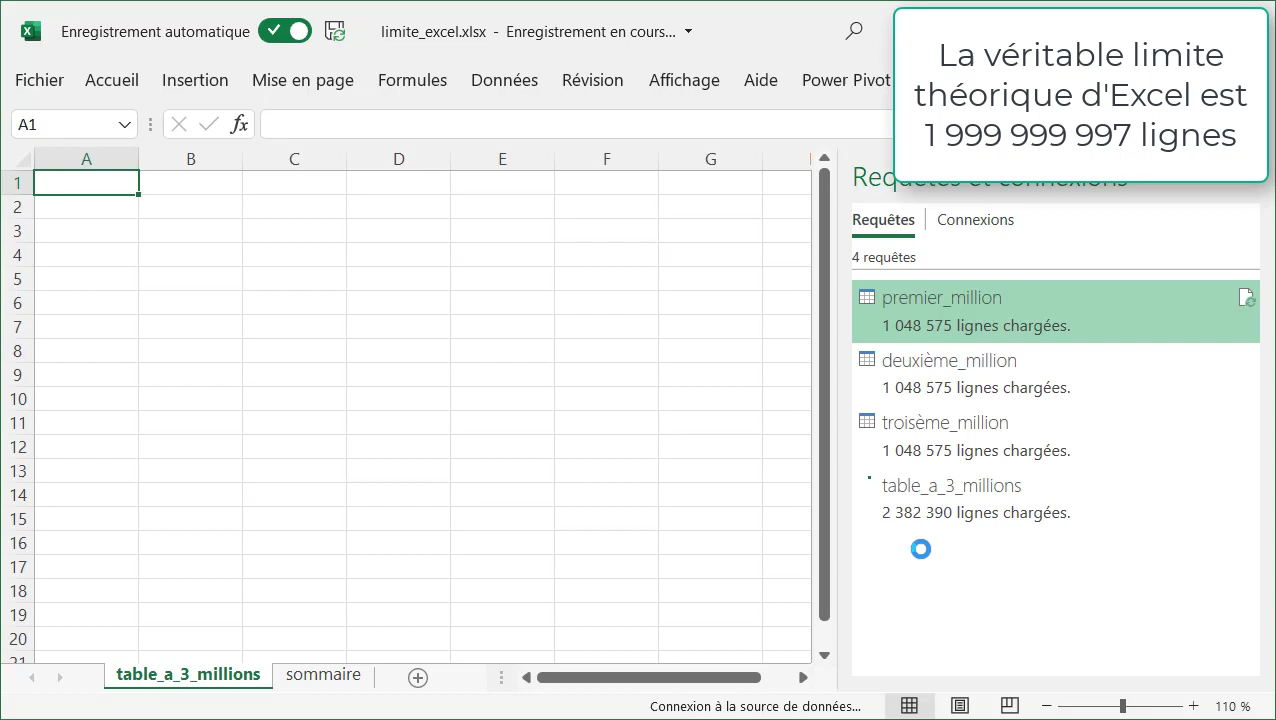 Enregistrement automatique
limite_excel.xlsx - Enregistrement en cours...
La véritable limite
théorique d'Excel est
1 999 999 997 lignes
Fichier Accueil Insertion Mise en page Formules Données Révision Affichage Aide Power Pivot
A1 fx
A B C D E F G
Requêtes et connexions
Requêtes Connexions
4 requêtes
premier_million
1 048 575 lignes chargées.
deuxième_million
1 048 575 lignes chargées.
troisème_million
1 048 575 lignes chargées.
table_a_3_millions
2 382 390 lignes chargées.
1
2
3
4
5
6
7
8
9
10
11
12
13
14
15
16
17
18
19
20
21
table_a_3_millions sommaire
Connexion à la source de données... 110 %